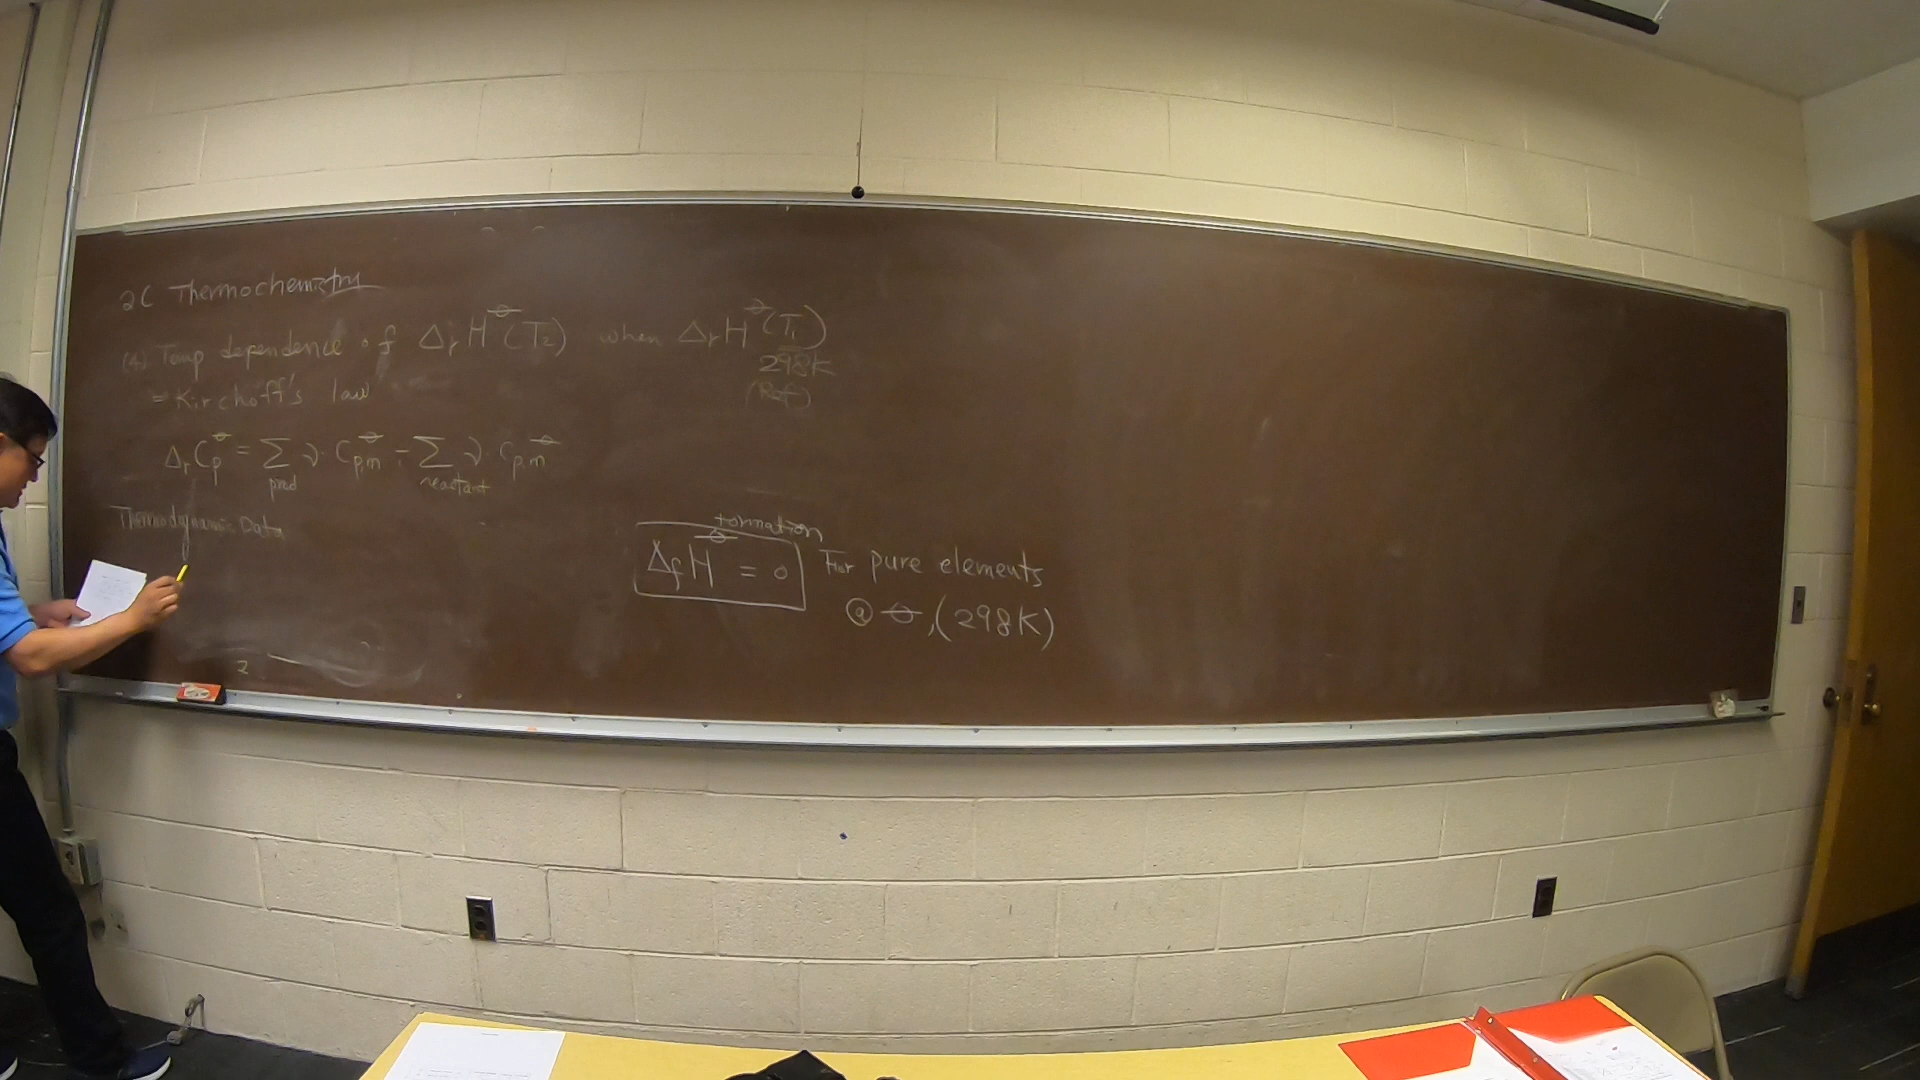 2C Thermochemistry
(4) Temp dependence of ΔrH⦵(T2) when ΔrH⦵(T1)
298K
(Ref)
= Kirchoff's law
ΔrCp⦵ = Σ ν · Cp,m⦵ - Σ ν · Cp,m⦵
prod reactant
Thermodynamic Data
formation
ΔfH⦵ = 0 For pure elements
@ ⦵, (298K)
2